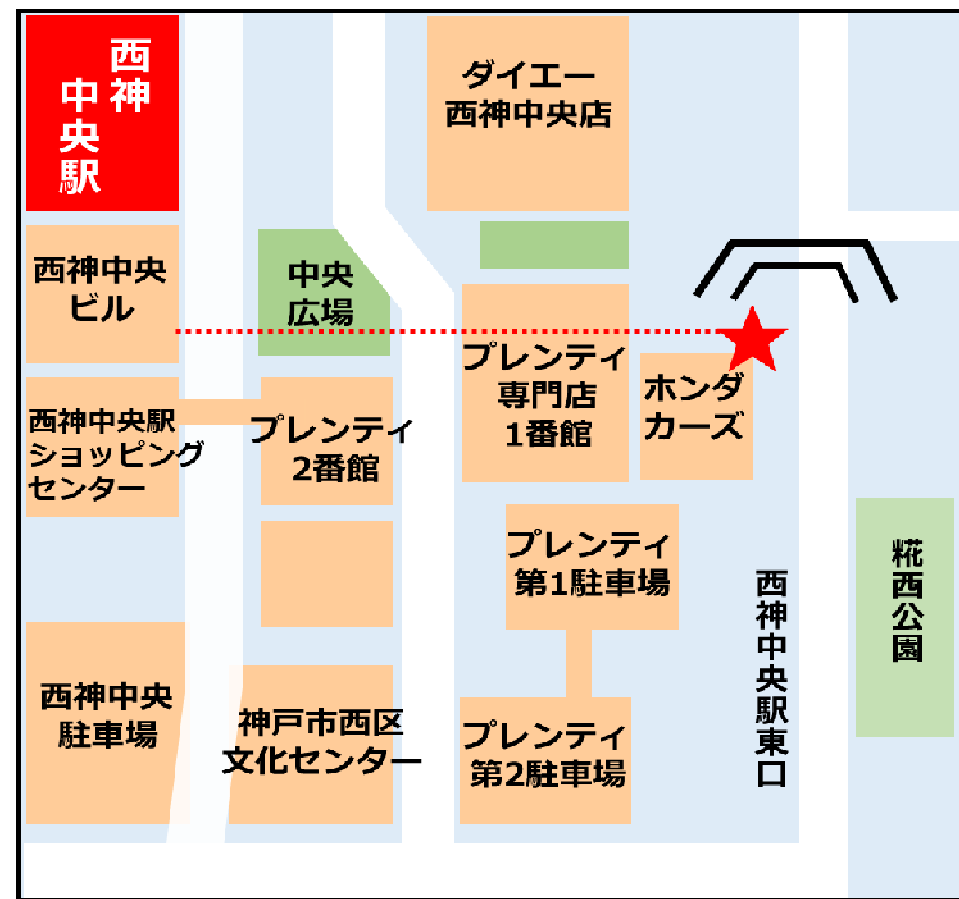 西神
中央駅
ダイエー
西神中央店
西神中央
ビル
中央
広場
プレンティ
専門店
1番館
ホンダ
カーズ
西神中央駅
ショッピング
センター
プレンティ
2番館
プレンティ
第1駐車場
糀西公園
西神中央駅東口
西神中央
駐車場
神戸市西区
文化センター
プレンティ
第2駐車場